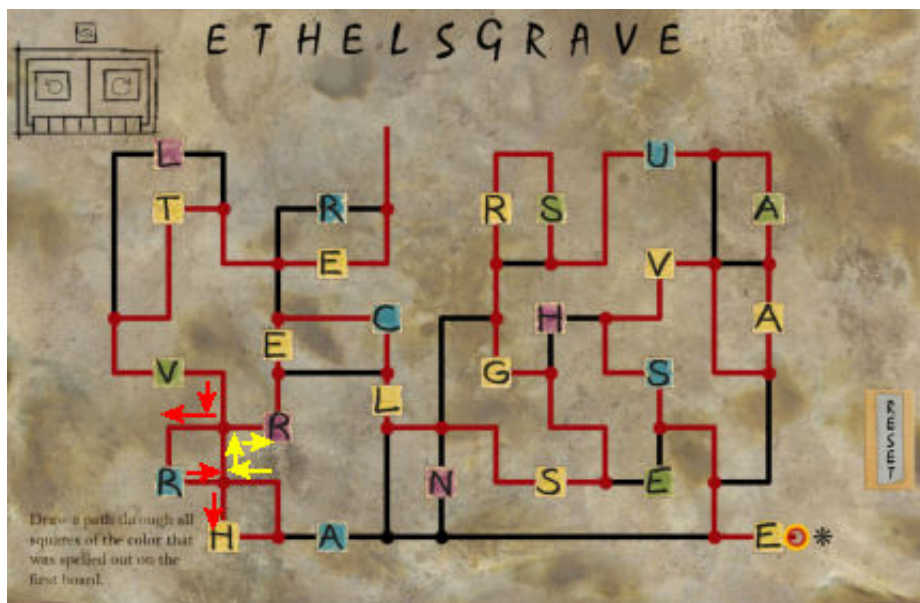 ETHELSGRAVE
L
U
T
R
R
S
A
E
V
E
C
H
A
V
G
S
L
R
R
N
S
E
H
A
E
RESET
Draw a path through all
squares of the color that
was spelled out on the
first board.